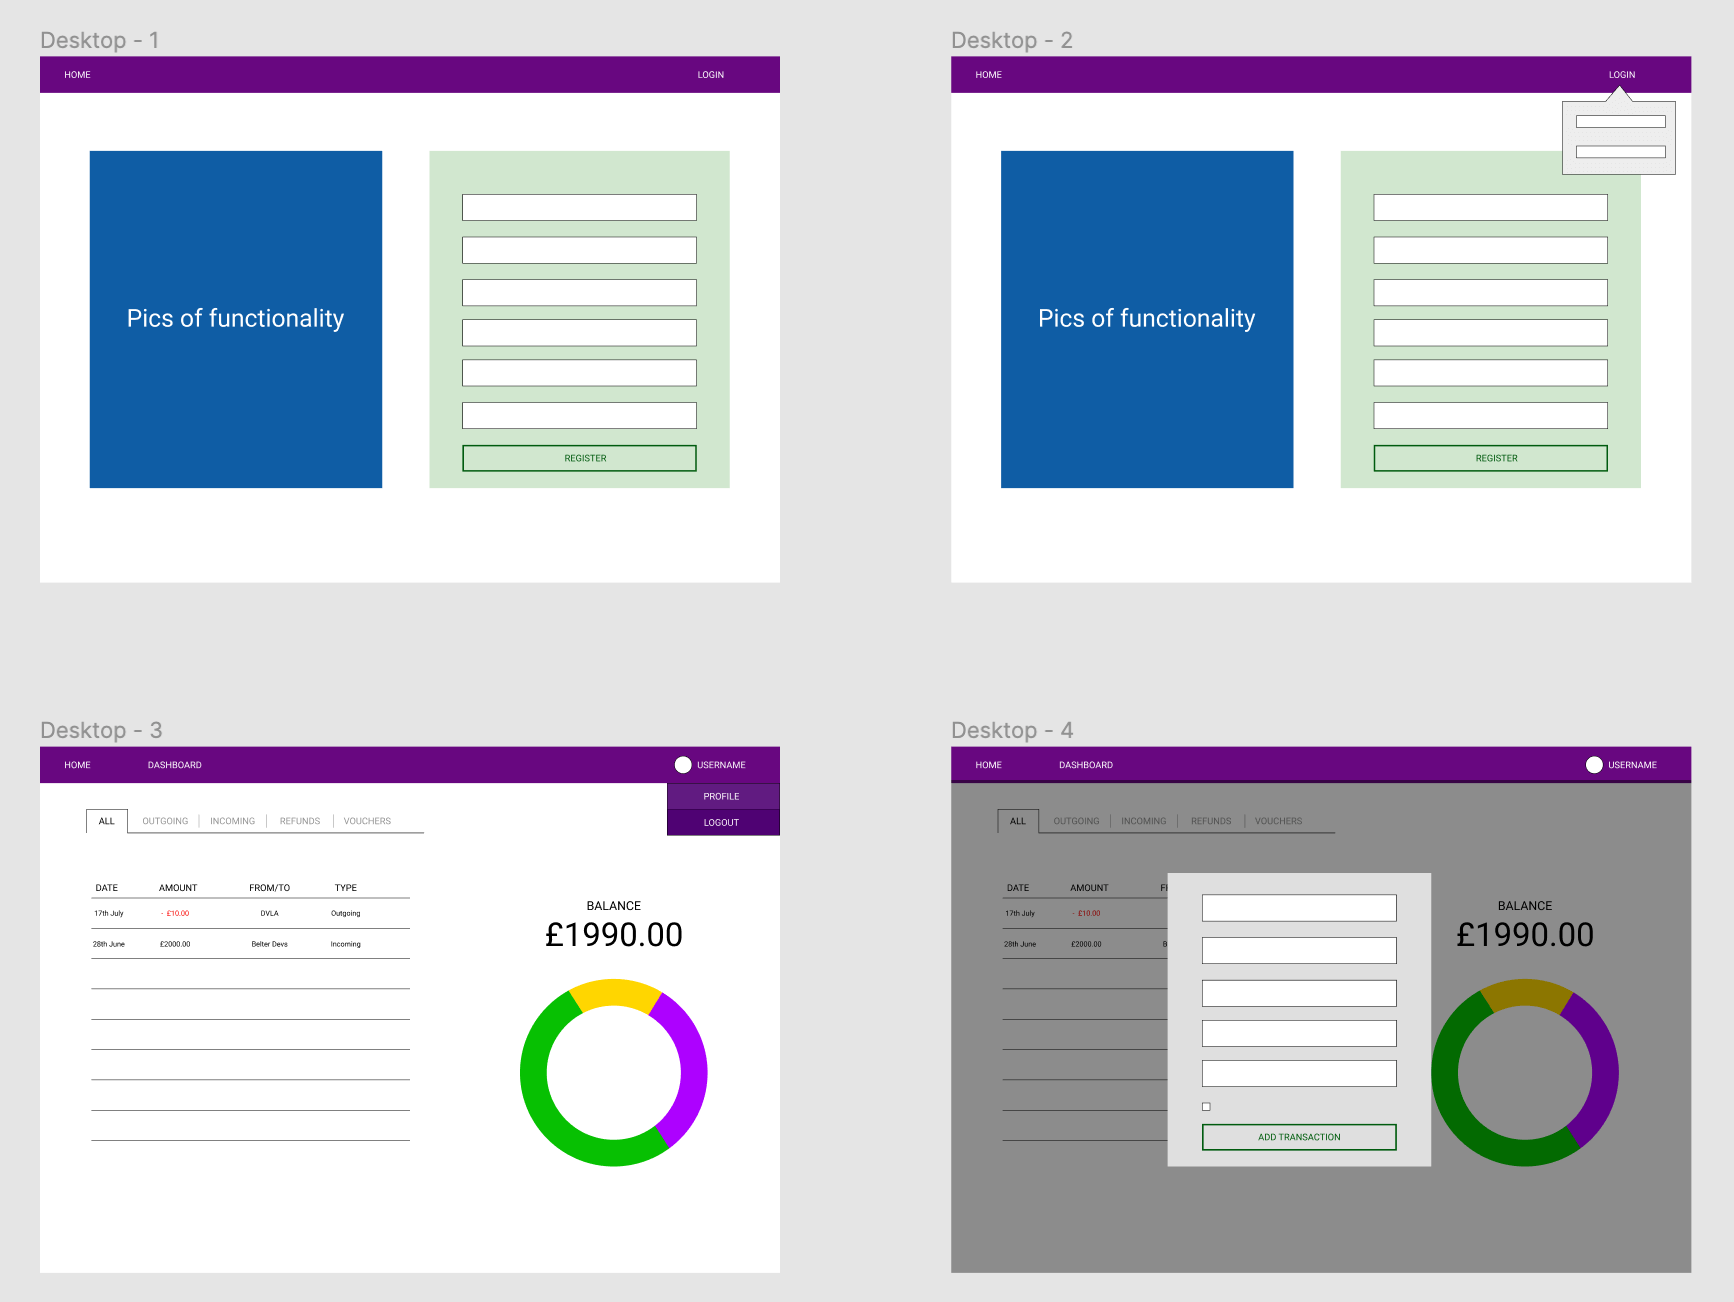 Desktop - 1
HOME LOGIN
Pics of functionality
REGISTER
Desktop - 2
HOME LOGIN
Pics of functionality
REGISTER
Desktop - 3
HOME DASHBOARD USERNAME
PROFILE
LOGOUT
ALL OUTGOING INCOMING REFUNDS VOUCHERS
DATE AMOUNT FROM/TO TYPE
17th July - £10.00 DVLA Outgoing
28th June £2000.00 Belter Devs Incoming
BALANCE
£1990.00
Desktop - 4
HOME DASHBOARD USERNAME
ALL OUTGOING INCOMING REFUNDS VOUCHERS
DATE AMOUNT F
17th July - £10.00
28th June £2000.00 B
BALANCE
£1990.00
ADD TRANSACTION